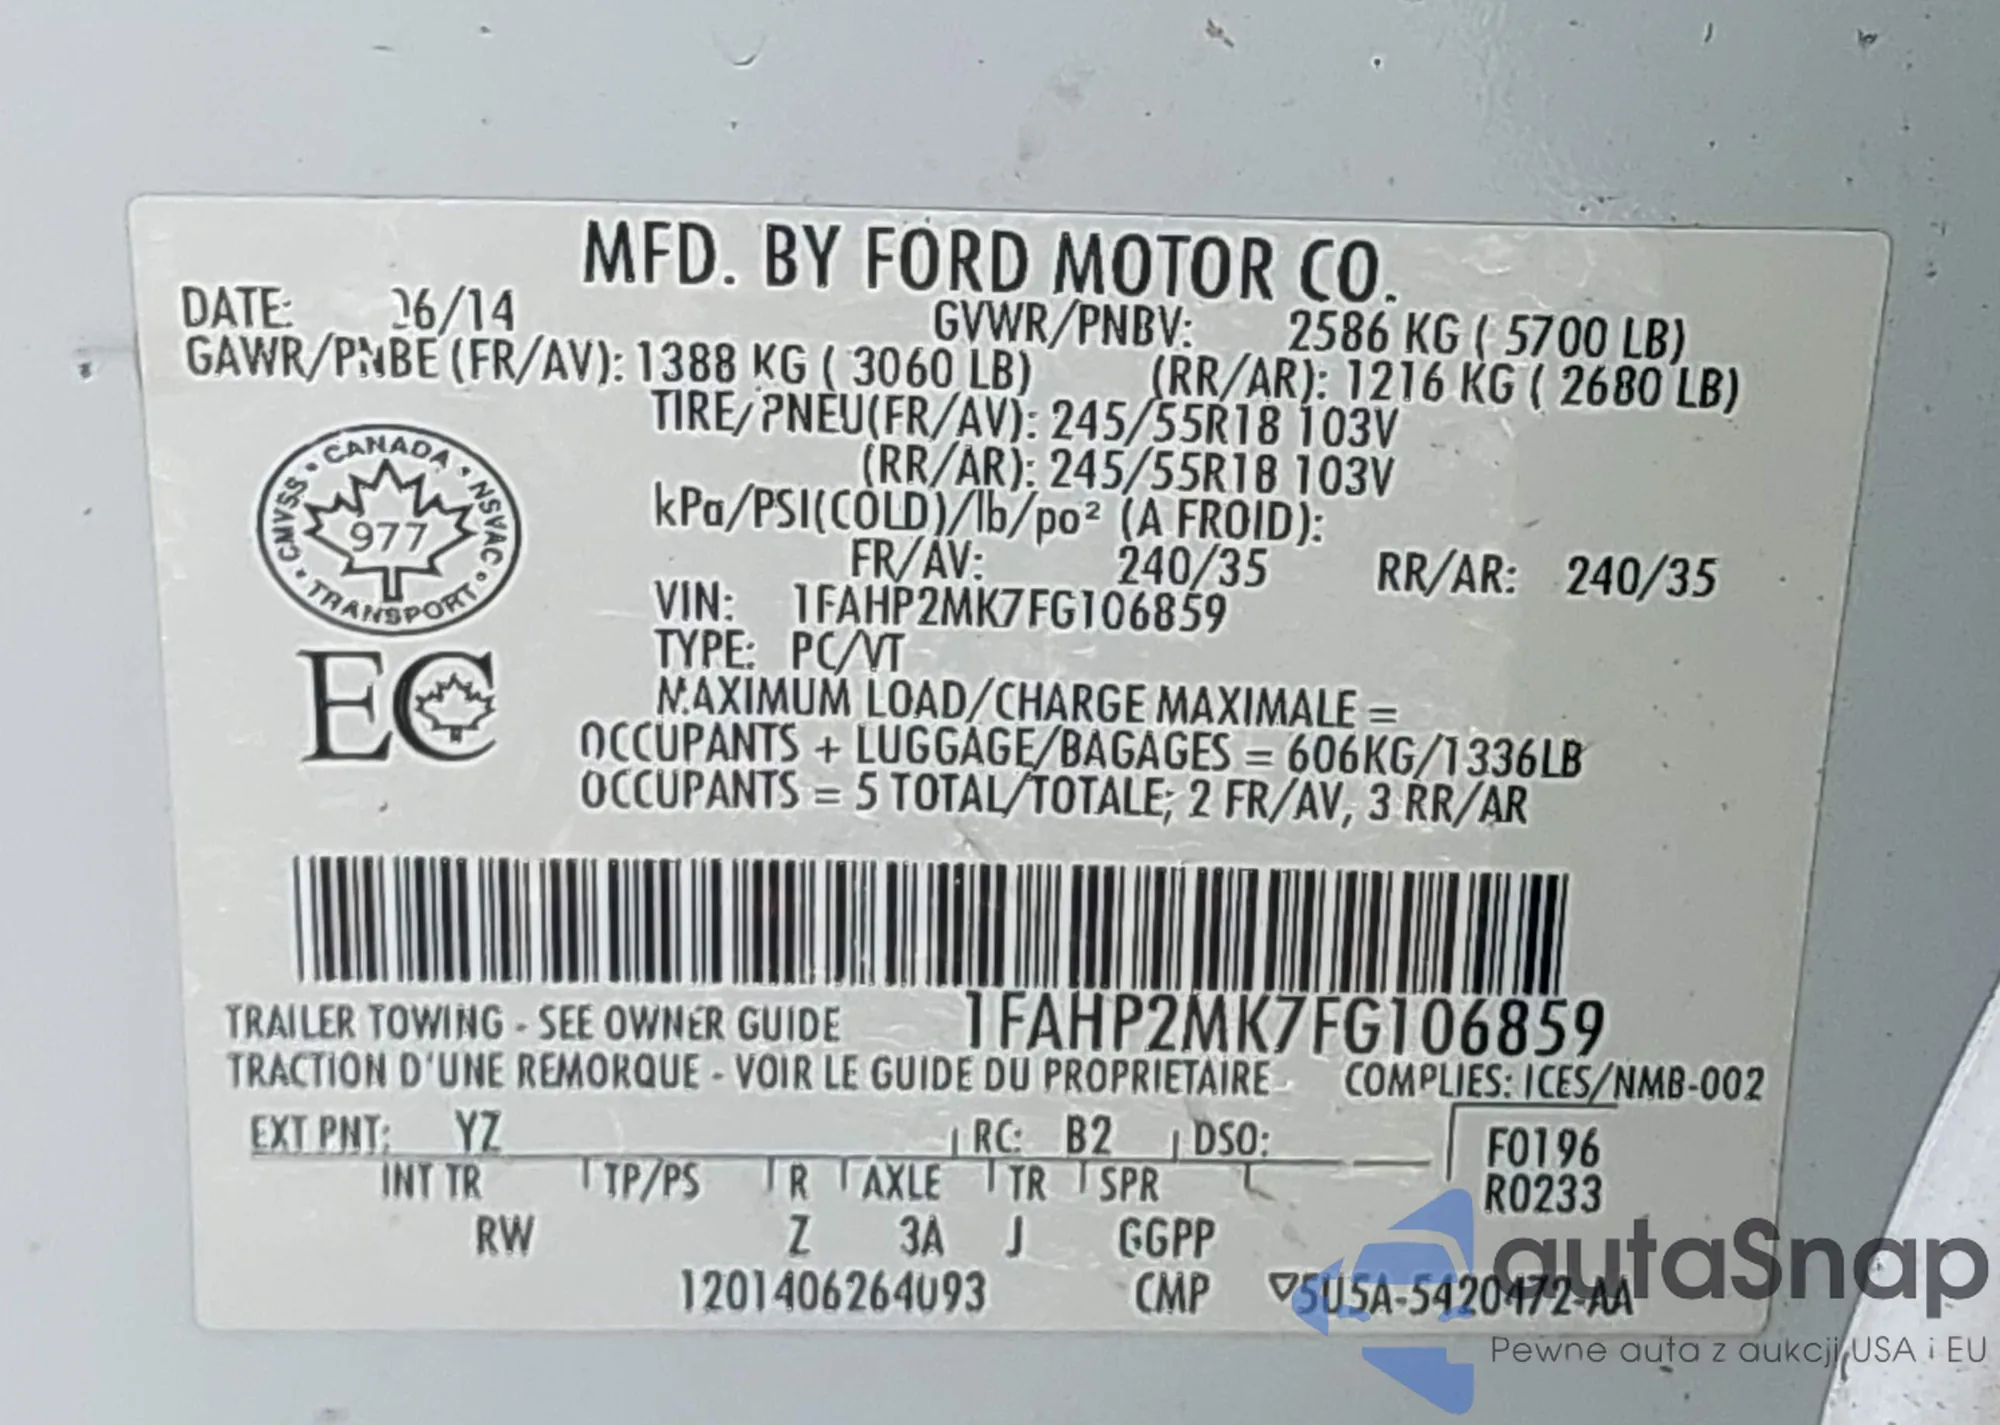 MFD. BY FORD MOTOR CO.
DATE: 06/14 GVWR/PNBV: 2586 KG ( 5700 LB)
GAWR/PNBE (FR/AV): 1388 KG ( 3060 LB) (RR/AR): 1216 KG ( 2680 LB)
TIRE/PNEU(FR/AV): 245/55R18 103V
(RR/AR): 245/55R18 103V
kPa/PSI(COLD)/lb/po² (A FROID):
FR/AV: 240/35 RR/AR: 240/35
VIN: 1FAHP2MK7FG106859
TYPE: PC/VT
MAXIMUM LOAD/CHARGE MAXIMALE =
OCCUPANTS + LUGGAGE/BAGAGES = 606KG/1336LB
OCCUPANTS = 5 TOTAL/TOTALE; 2 FR/AV, 3 RR/AR
CANADA • NSVAC • TRANSPORT • CMVSS •
977
EC
TRAILER TOWING - SEE OWNER GUIDE 1FAHP2MK7FG106859
TRACTION D'UNE REMORQUE - VOIR LE GUIDE DU PROPRIETAIRE COMPLIES: ICES/NMB-002
EXT PNT: YZ RC: B2 DSO: F0196
INT TR TP/PS R AXLE TR SPR R0233
RW Z 3A J GGPP
1201406264093 CMP ▽5U5A-5420472-AA
autaSnap
Pewne auta z aukcji USA i EU